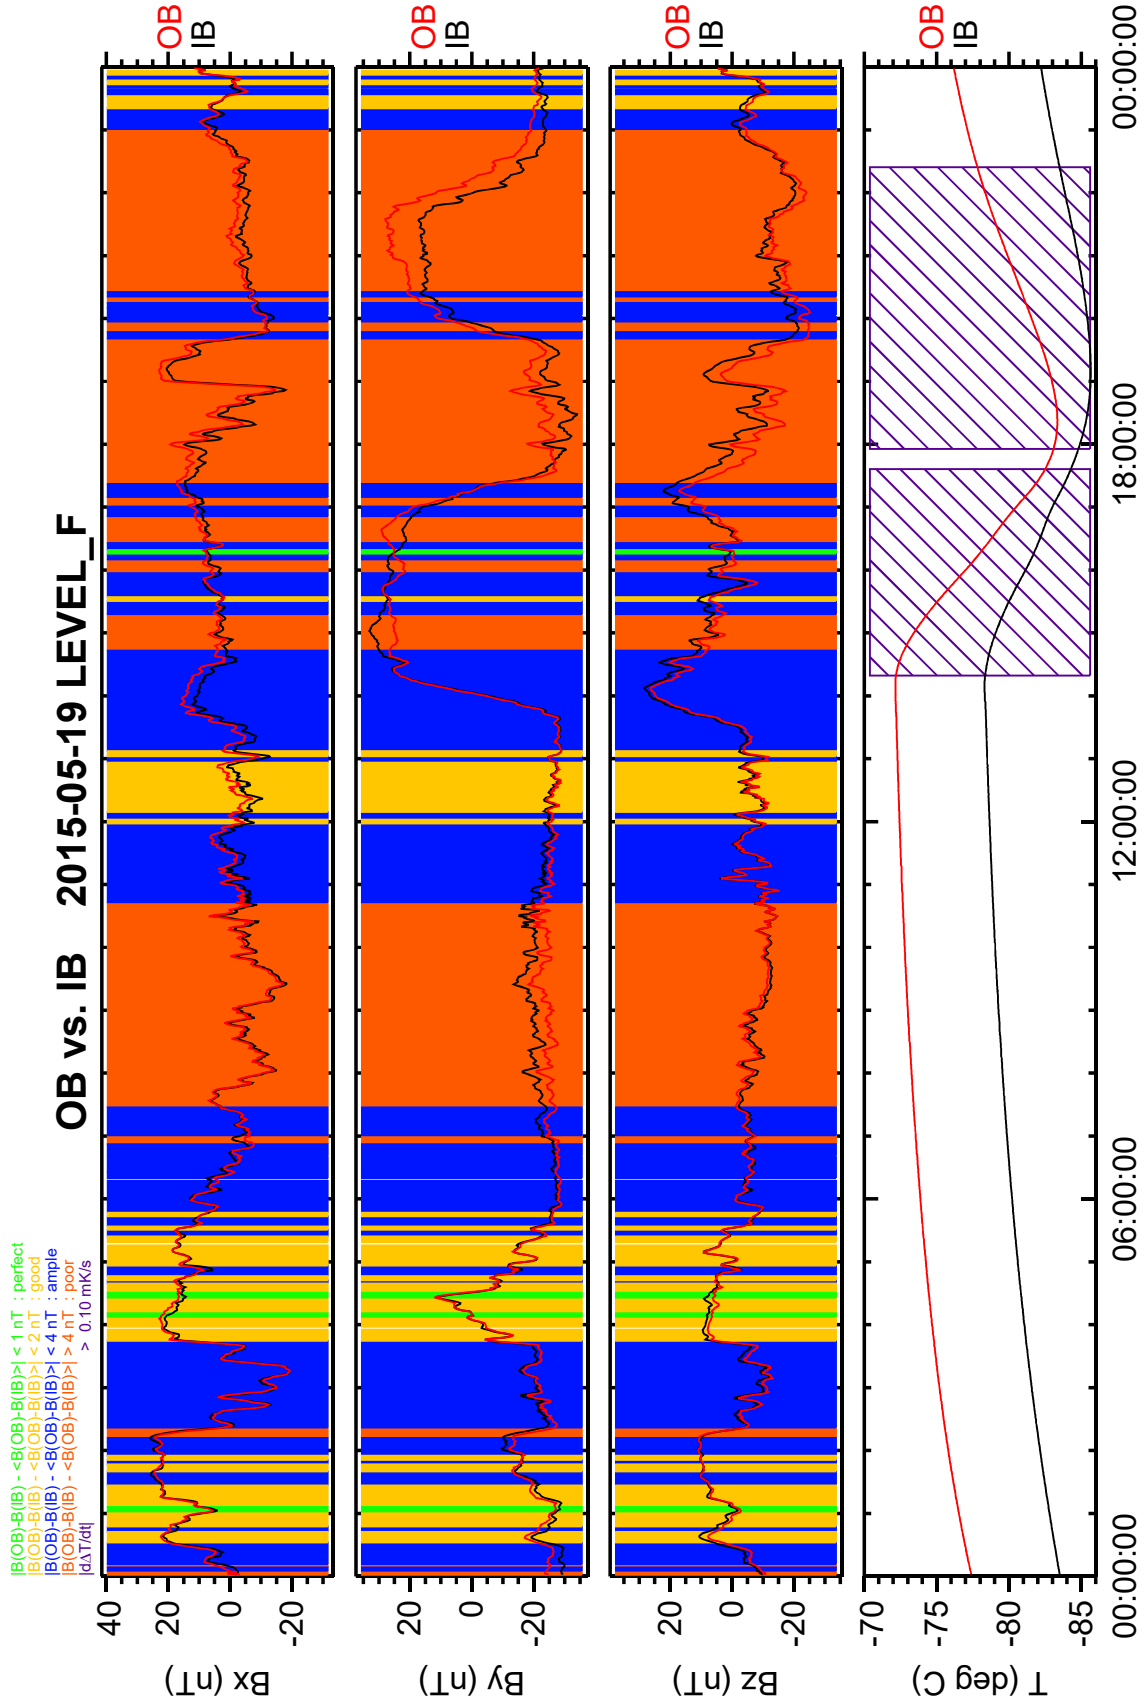 OB vs. IB 2015-05-19 LEVEL_F
|B(OB)-B(IB) - <B(OB)-B(IB)>| < 1 nT : perfect
|B(OB)-B(IB) - <B(OB)-B(IB)>| < 2 nT : good
|B(OB)-B(IB) - <B(OB)-B(IB)>| < 4 nT : ample
|B(OB)-B(IB) - <B(OB)-B(IB)>| > 4 nT : poor
|dΔT/dt| > 0.10 mK/s
Bx (nT)
40
20
0
-20
OB
IB
By (nT)
20
0
-20
OB
IB
Bz (nT)
20
0
-20
OB
IB
T (deg C)
-70
-75
-80
-85
OB
IB
00:00:00 06:00:00 12:00:00 18:00:00 00:00:00